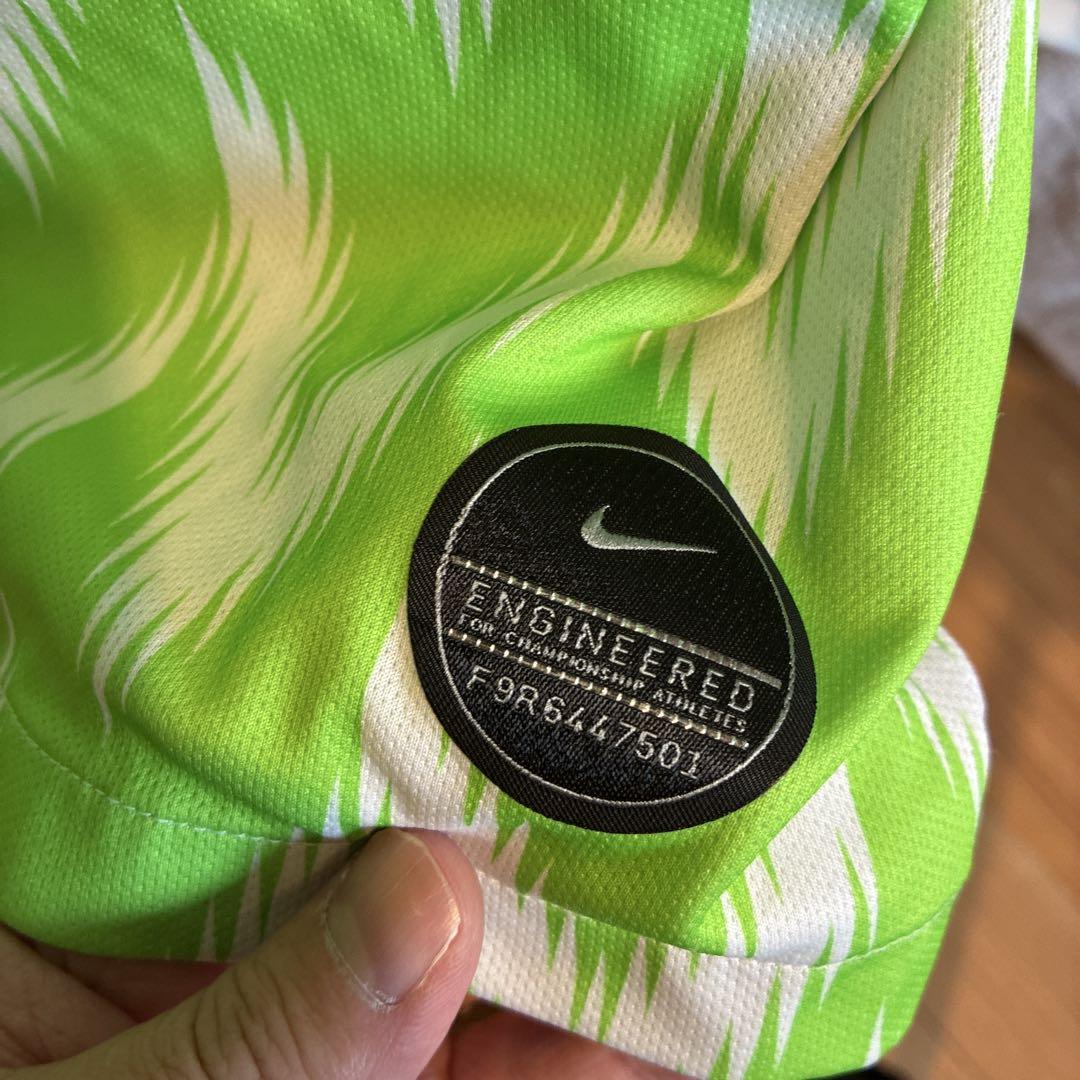 ENGINEERED
FOR CHAMPIONSHIP ATHLETES
F9R6447501